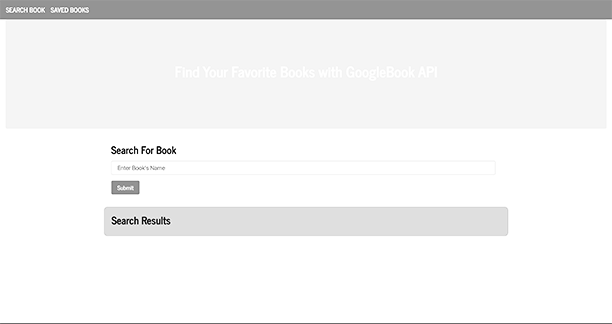 SEARCH BOOK SAVED BOOKS
Find Your Favorite Books with GoogleBook API
Search For Book
Enter Book's Name
Submit
Search Results